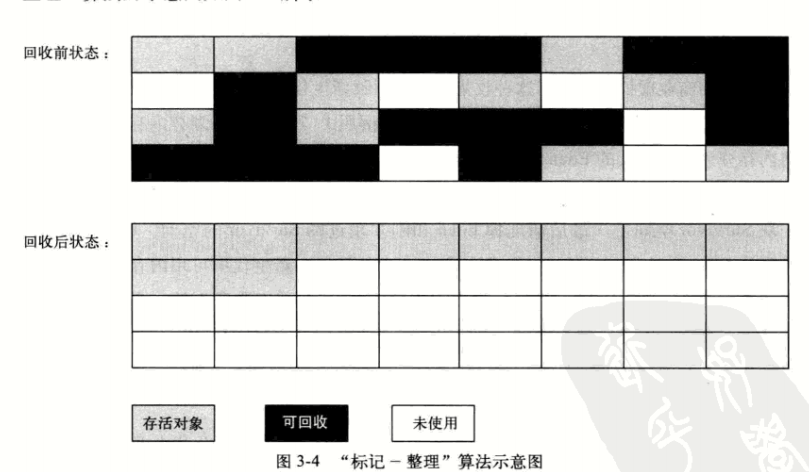 回收前状态：
回收后状态：
存活对象
可回收
未使用
图 3-4 “标记 – 整理”算法示意图